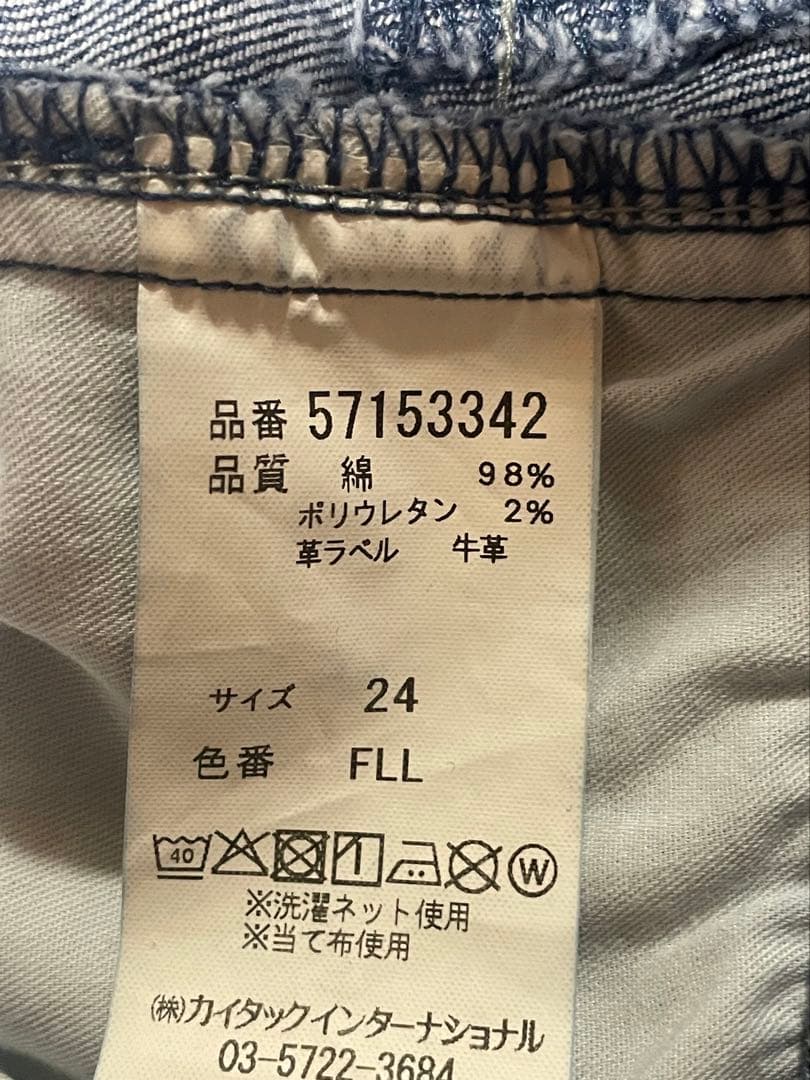 品番 57153342
品質 綿 98%
ポリウレタン 2%
革ラベル 牛革
サイズ 24
色番 FLL
40 W
※洗濯ネット使用
※当て布使用
(株)カイタックインターナショナル
03-5722-3684